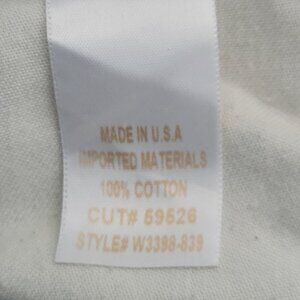 MADE IN U.S.A
IMPORTED MATERIALS
100% COTTON
CUT# 59526
STYLE# W3398-839